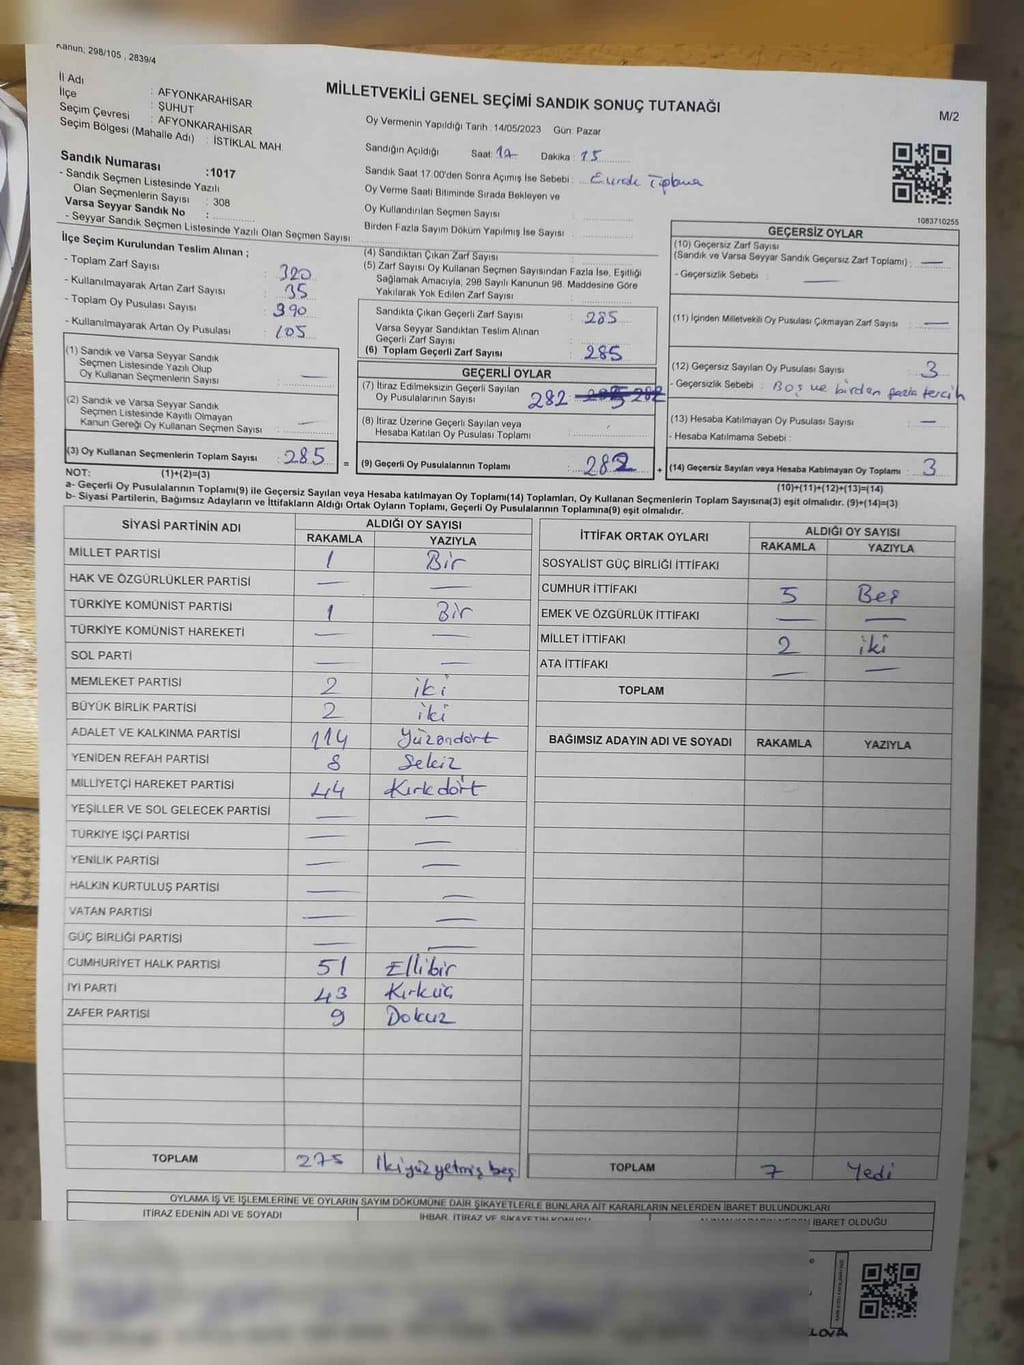 Kanun; 298/105 , 2839/4
İl Adı : AFYONKARAHİSAR
İlçe : ŞUHUT
Seçim Çevresi : AFYONKARAHİSAR
Seçim Bölgesi (Mahalle Adı) : İSTİKLAL MAH.
Sandık Numarası :1017
- Sandık Seçmen Listesinde Yazılı
Olan Seçmenlerin Sayısı : 308
Varsa Seyyar Sandık No :
- Seyyar Sandık Seçmen Listesinde Yazılı Olan Seçmen Sayısı
MİLLETVEKİLİ GENEL SEÇİMİ SANDIK SONUÇ TUTANAĞI
M/2
Oy Vermenin Yapıldığı Tarih :14/05/2023 Gün: Pazar
Sandığın Açıldığı Saat: 17 Dakika : 15
Sandık Saat 17.00'den Sonra Açımış İse Sebebi :
Oy Verme Saati Bitiminde Sırada Bekleyen ve
Oy Kullandırılan Seçmen Sayısı
Birden Fazla Sayım Döküm Yapılmış İse Sayısı :
1083710255
İlçe Seçim Kurulundan Teslim Alınan ;
- Toplam Zarf Sayısı : 320
- Kullanılmayarak Artan Zarf Sayısı : 35
- Toplam Oy Pusulası Sayısı : 390
- Kullanılmayarak Artan Oy Pusulası : 105
(1) Sandık ve Varsa Seyyar Sandık
Seçmen Listesinde Yazılı Olup
Oy Kullanan Seçmenlerin Sayısı : —
(2) Sandık ve Varsa Seyyar Sandık
Seçmen Listesinde Kayıtlı Olmayan
Kanun Gereği Oy Kullanan Seçmen Sayısı : —
(3) Oy Kullanan Seçmenlerin Toplam Sayısı : 285
(4) Sandıktan Çıkan Zarf Sayısı :
(5) Zarf Sayısı Oy Kullanan Seçmen Sayısından Fazla İse, Eşitliği
Sağlamak Amacıyla, 298 Sayılı Kanunun 98. Maddesine Göre
Yakılarak Yok Edilen Zarf Sayısı :
Sandıkta Çıkan Geçerli Zarf Sayısı : 285
Varsa Seyyar Sandıktan Teslim Alınan
Geçerli Zarf Sayısı :
(6) Toplam Geçerli Zarf Sayısı : 285
GEÇERLİ OYLAR
(7) İtiraz Edilmeksizin Geçerli Sayılan
Oy Pusulalarının Sayısı 282 282
(8) İtiraz Üzerine Geçerli Sayılan veya
Hesaba Katılan Oy Pusulası Toplamı :
= (9) Geçerli Oy Pusulalarının Toplamı : 282
GEÇERSİZ OYLAR
(10) Geçersiz Zarf Sayısı
(Sandık ve Varsa Seyyar Sandık Geçersiz Zarf Toplamı) : —
- Geçersizlik Sebebi : —
(11) İçinden Milletvekili Oy Pusulası Çıkmayan Zarf Sayısı : —
(12) Geçersiz Sayılan Oy Pusulası Sayısı : 3
- Geçersizlik Sebebi : Boş ve birden fazla tercih
(13) Hesaba Katılmayan Oy Pusulası Sayısı : —
- Hesaba Katılmama Sebebi :
+ (14) Geçersiz Sayılan veya Hesaba Katılmayan Oy Toplamı : 3
NOT: (1)+(2)=(3)
(10)+(11)+(12)+(13)=(14)
a- Geçerli Oy Pusulalarının Toplamı(9) ile Geçersiz Sayılan veya Hesaba katılmayan Oy Toplamı(14) Toplamları, Oy Kullanan Seçmenlerin Toplam Sayısına(3) eşit olmalıdır. (9)+(14)=(3)
b- Siyasi Partilerin, Bağımsız Adayların ve İttifakların Aldığı Ortak Oyların Toplamı, Geçerli Oy Pusulalarının Toplamına(9) eşit olmalıdır.
SİYASİ PARTİNİN ADI ALDIĞI OY SAYISI
RAKAMLA YAZIYLA
MİLLET PARTİSİ 1 Bir
HAK VE ÖZGÜRLÜKLER PARTİSİ — —
TÜRKİYE KOMÜNİST PARTİSİ 1 Bir
TÜRKİYE KOMÜNİST HAREKETİ — —
SOL PARTİ — —
MEMLEKET PARTİSİ 2 iki
BÜYÜK BİRLİK PARTİSİ 2 iki
ADALET VE KALKINMA PARTİSİ 114 Yüzondört
YENİDEN REFAH PARTİSİ 8 Sekiz
MİLLİYETÇİ HAREKET PARTİSİ 44 Kırkdört
YEŞİLLER VE SOL GELECEK PARTİSİ — —
TÜRKİYE İŞÇİ PARTİSİ — —
YENİLİK PARTİSİ — —
HALKIN KURTULUŞ PARTİSİ — —
VATAN PARTİSİ — —
GÜÇ BİRLİĞİ PARTİSİ — —
CUMHURİYET HALK PARTİSİ 51 Ellibir
İYİ PARTİ 43 Kırküç
ZAFER PARTİSİ 9 Dokuz
TOPLAM 275 İkiyüzyetmiş beş
İTTİFAK ORTAK OYLARI ALDIĞI OY SAYISI
RAKAMLA YAZIYLA
SOSYALİST GÜÇ BİRLİĞİ İTTİFAKI
CUMHUR İTTİFAKI 5 Beş
EMEK VE ÖZGÜRLÜK İTTİFAKI — —
MİLLET İTTİFAKI 2 iki
ATA İTTİFAKI — —
TOPLAM
BAĞIMSIZ ADAYIN ADI VE SOYADI RAKAMLA YAZIYLA
TOPLAM 7 Yedi
OYLAMA İŞ VE İŞLEMLERİNE VE OYLARIN SAYIM DÖKÜMÜNE DAİR ŞİKAYETLERLE BUNLARA AİT KARARLARIN NELERDEN İBARET BULUNDUKLARI
İTİRAZ EDENİN ADI VE SOYADI
İBARET OLDUĞU